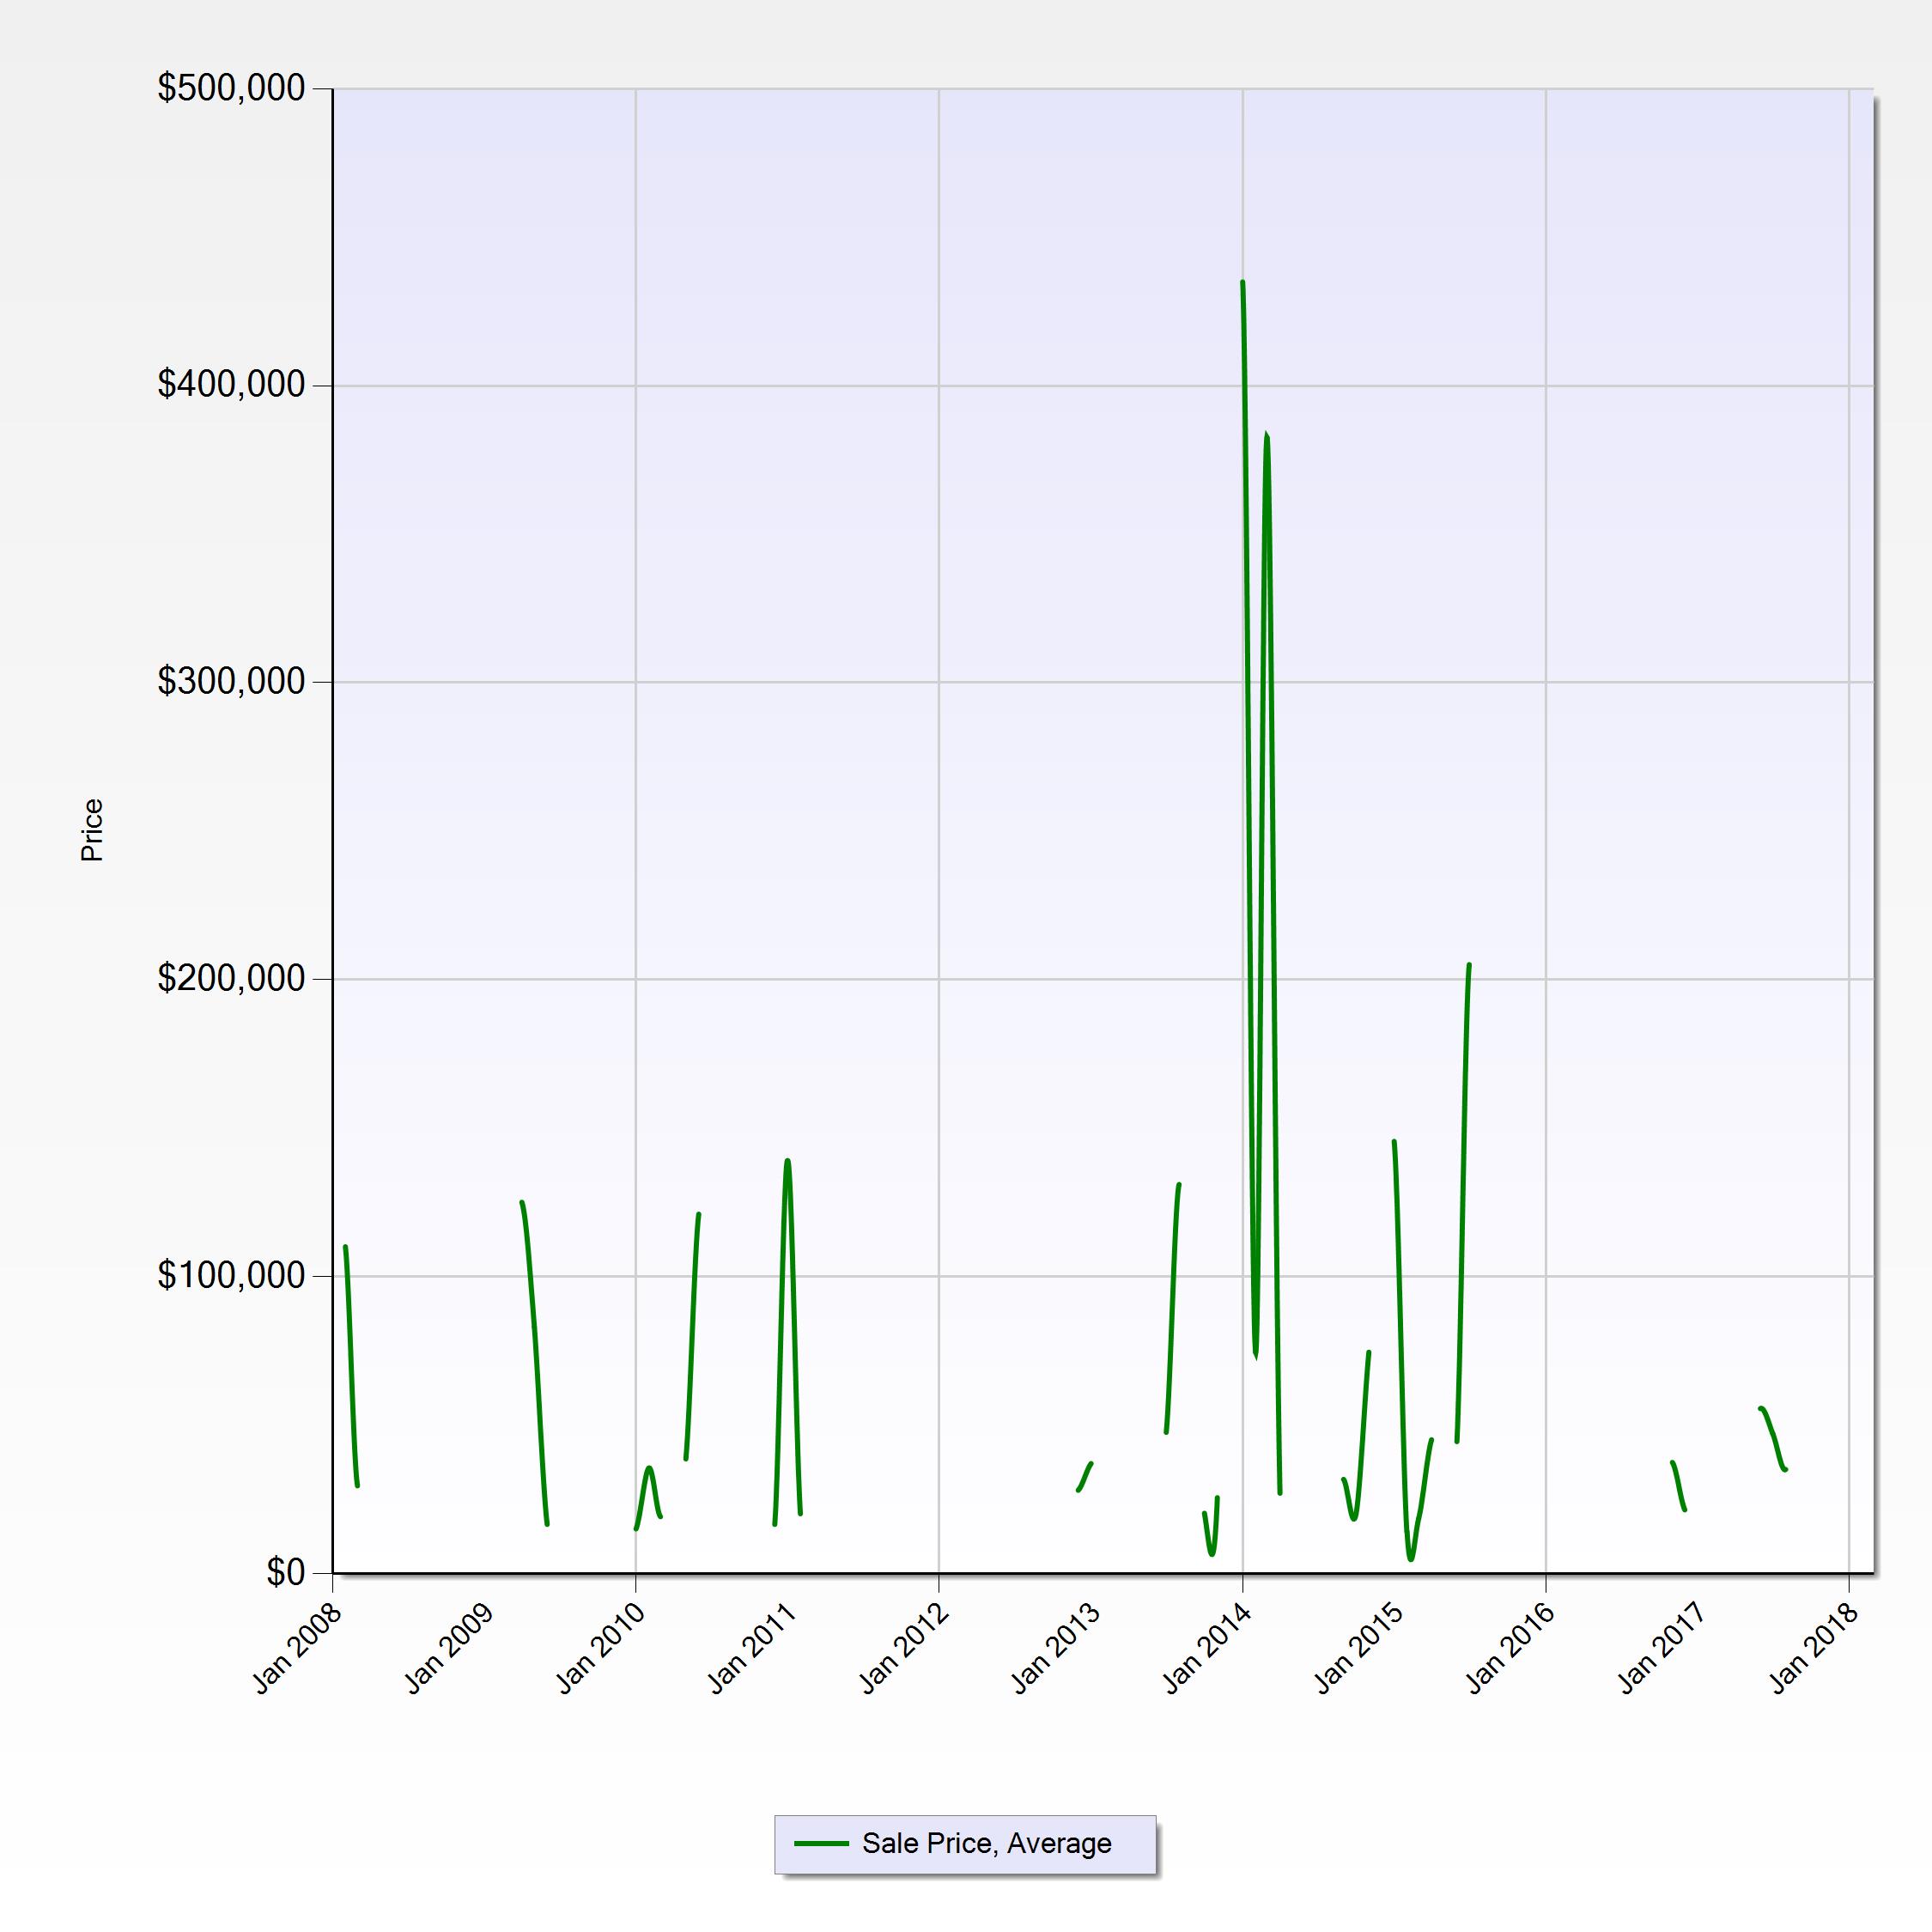 $500,000
$400,000
$300,000
$200,000
$100,000
$0
Price
Jan 2008
Jan 2009
Jan 2010
Jan 2011
Jan 2012
Jan 2013
Jan 2014
Jan 2015
Jan 2016
Jan 2017
Jan 2018
Sale Price, Average